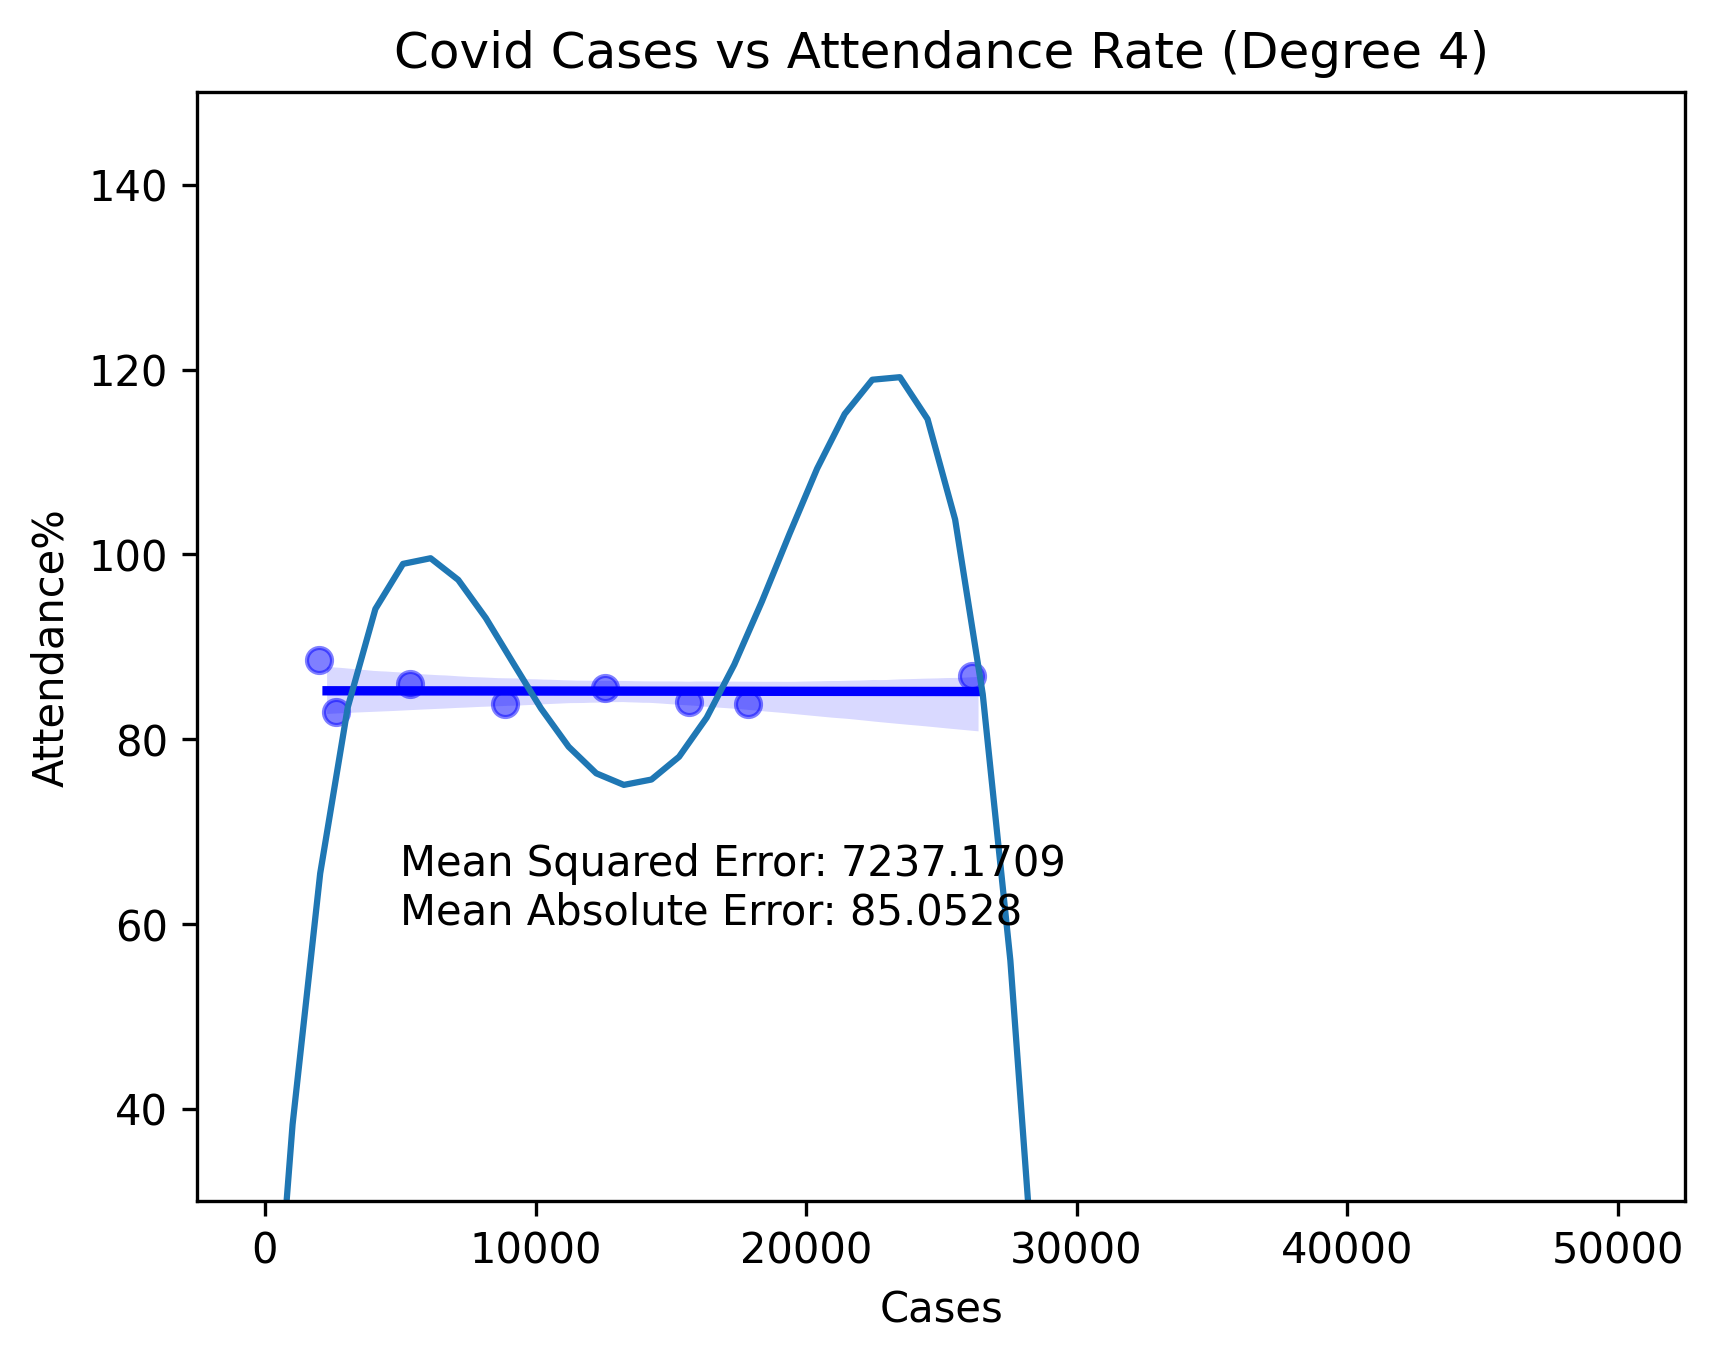 Covid Cases vs Attendance Rate (Degree 4)
140
120
100
80
60
40
Attendance%
Mean Squared Error: 7237.1709
Mean Absolute Error: 85.0528
0 10000 20000 30000 40000 50000
Cases